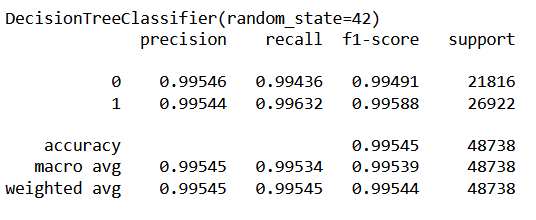 DecisionTreeClassifier(random_state=42)
precision recall f1-score support
0 0.99546 0.99436 0.99491 21816
1 0.99544 0.99632 0.99588 26922
accuracy 0.99545 48738
macro avg 0.99545 0.99534 0.99539 48738
weighted avg 0.99545 0.99545 0.99544 48738